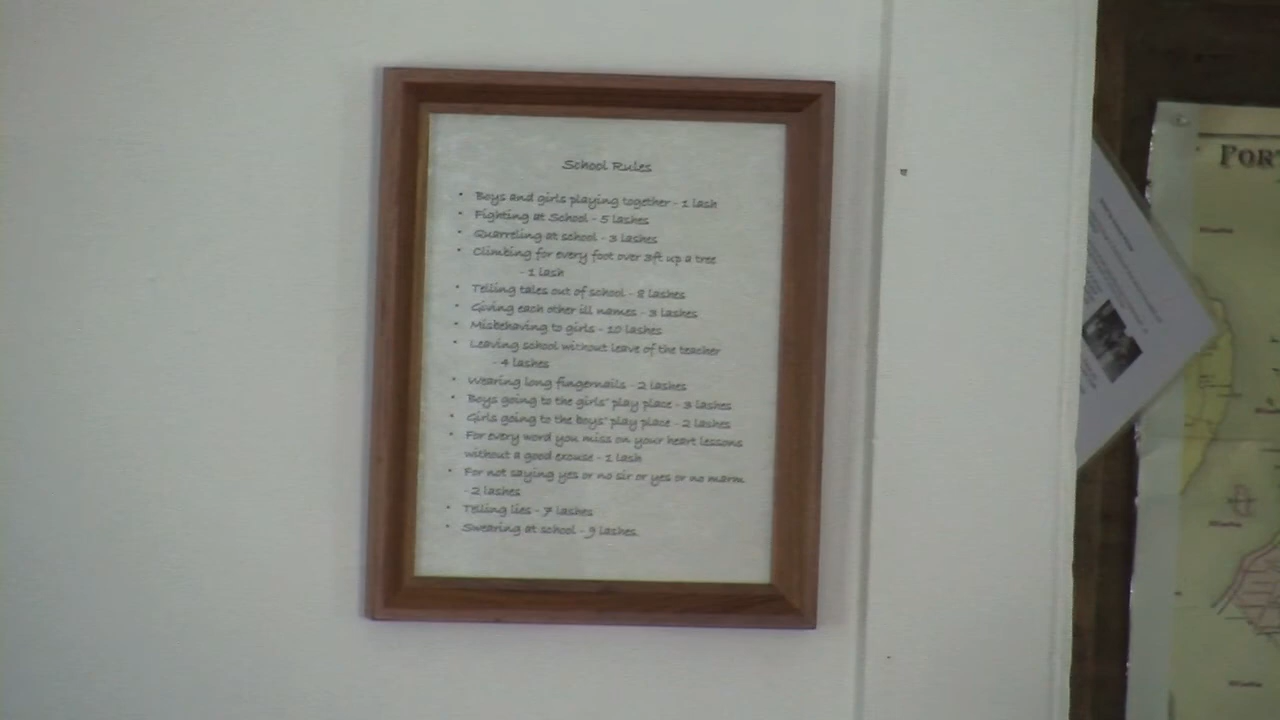 School Rules
• Boys and girls playing together - 1 lash
• Fighting at School - 5 lashes
• Quarreling at school - 3 lashes
• Climbing for every foot over 3ft up a tree
- 1 lash
• Telling tales out of school - 8 lashes
• Giving each other ill names - 3 lashes
• Misbehaving to girls - 10 lashes
• Leaving school without leave of the teacher
- 4 lashes
• Wearing long fingernails - 2 lashes
• Boys going to the girls' play place - 3 lashes
• Girls going to the boys' play place - 2 lashes
• For every word you miss on your heart lessons
without a good excuse - 1 lash
• For not saying yes or no sir or yes or no marm
- 2 lashes
• Telling lies - 7 lashes
• Swearing at school - 9 lashes.
POR